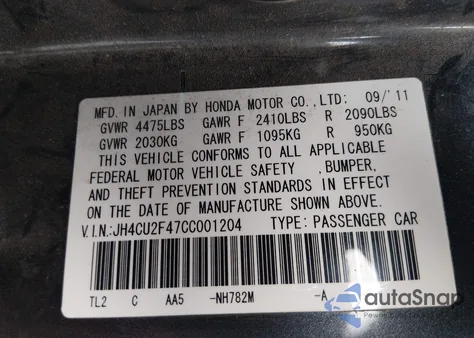 MFD. IN JAPAN BY HONDA MOTOR CO.,LTD: 09/'11
GVWR 4475LBS GAWR F 2410LBS R 2090LBS
GVWR 2030KG GAWR F 1095KG R 950KG
THIS VEHICLE CONFORMS TO ALL APPLICABLE
FEDERAL MOTOR VEHICLE SAFETY ,BUMPER,
AND THEFT PREVENTION STANDARDS IN EFFECT
ON THE DATE OF MANUFACTURE SHOWN ABOVE.
V.I.N.:JH4CU2F47CC001204 TYPE: PASSENGER CAR
TL2 C AA5 -NH782M -A
autoSnap